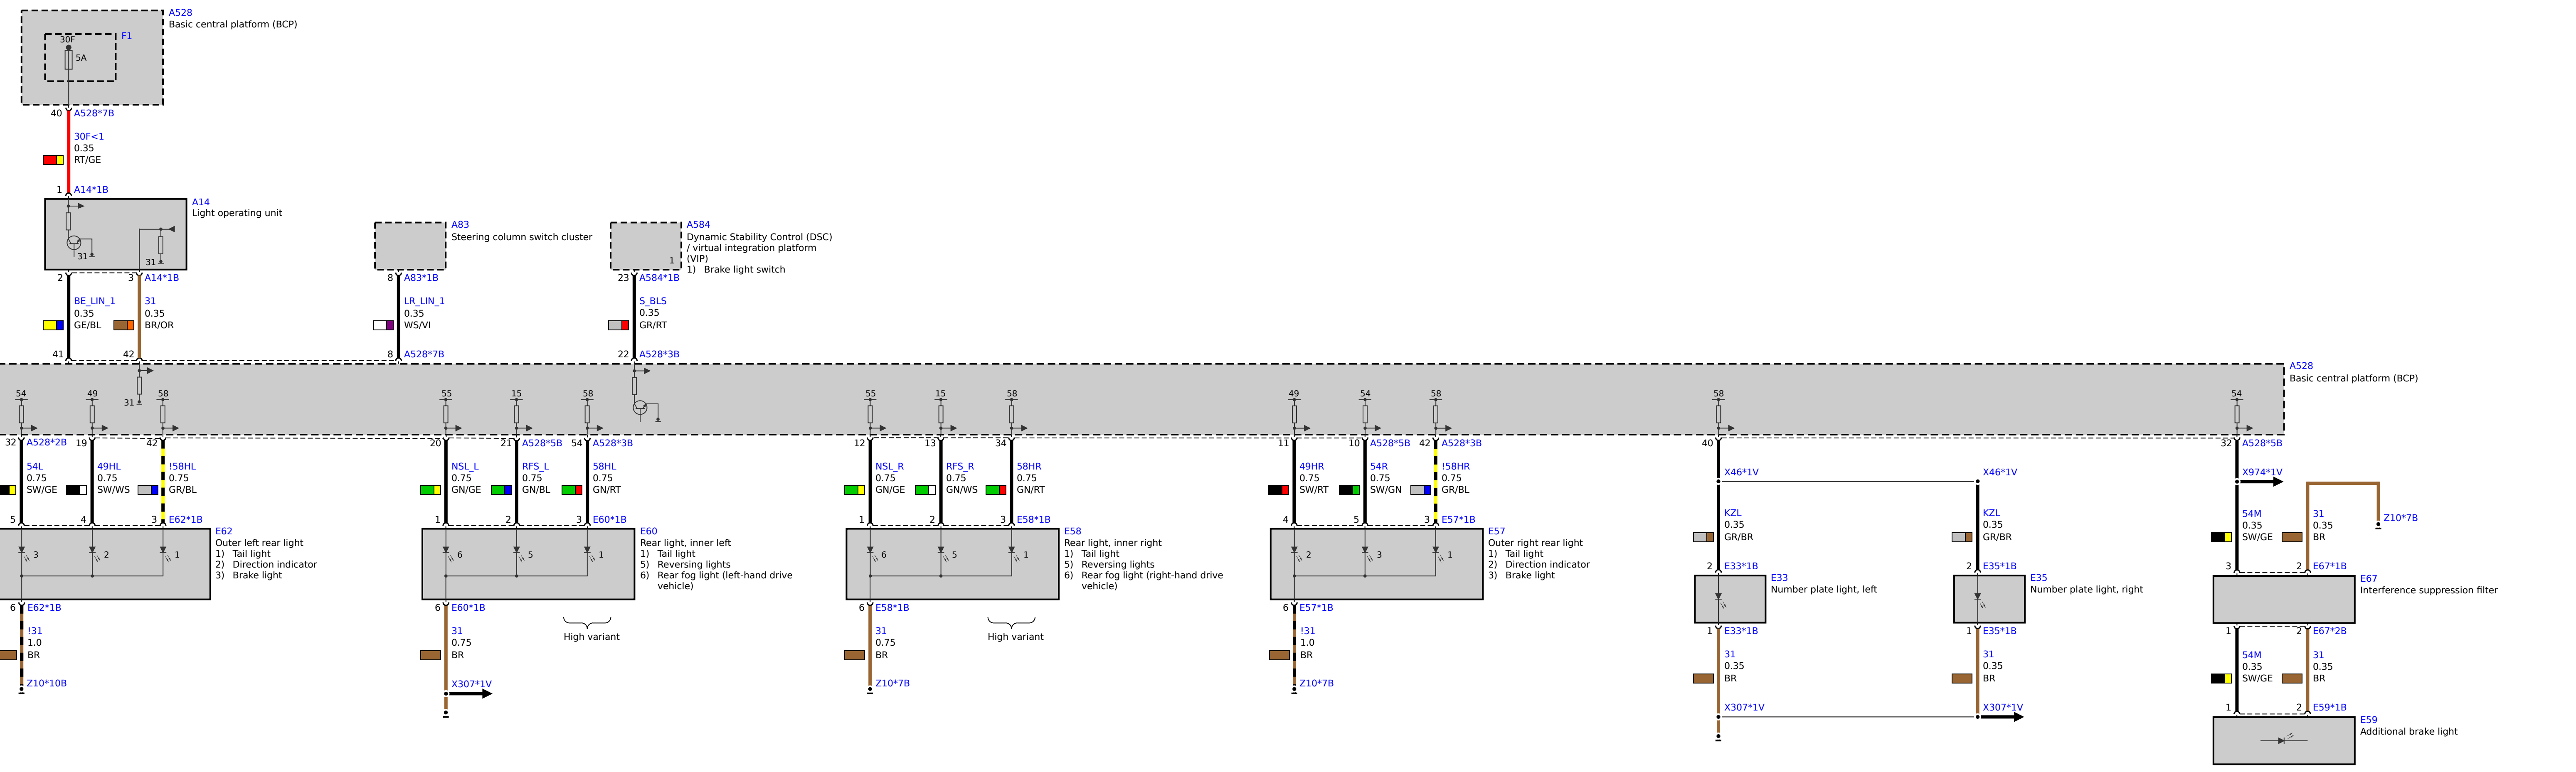 A528
Basic central platform (BCP)
F1
30F
5A
40 A528*7B
30F<1
0.35
RT/GE
1 A14*1B
A14
Light operating unit
31
31
2
3 A14*1B
BE_LIN_1
0.35
GE/BL
31
0.35
BR/OR
41
42
A83
Steering column switch cluster
8 A83*1B
LR_LIN_1
0.35
WS/VI
8 A528*7B
A584
Dynamic Stability Control (DSC)
/ virtual integration platform
(VIP)
1) Brake light switch
1
23 A584*1B
S_BLS
0.35
GR/RT
22 A528*3B
A528
Basic central platform (BCP)
54
49
58
31
55
15
58
55
15
58
49
54
58
58
54
32 A528*2B
19
42
54L
0.75
SW/GE
49HL
0.75
SW/WS
!58HL
0.75
GR/BL
5
4
3 E62*1B
E62
Outer left rear light
1) Tail light
2) Direction indicator
3) Brake light
3
2
1
6 E62*1B
!31
1.0
BR
Z10*10B
20
21 A528*5B
54 A528*3B
NSL_L
0.75
GN/GE
RFS_L
0.75
GN/BL
58HL
0.75
GN/RT
1
2
3 E60*1B
E60
Rear light, inner left
1) Tail light
5) Reversing lights
6) Rear fog light (left-hand drive
vehicle)
6
5
1
6 E60*1B
High variant
31
0.75
BR
X307*1V
12
13
34
NSL_R
0.75
GN/GE
RFS_R
0.75
GN/WS
58HR
0.75
GN/RT
1
2
3 E58*1B
E58
Rear light, inner right
1) Tail light
5) Reversing lights
6) Rear fog light (right-hand drive
vehicle)
6
5
1
6 E58*1B
High variant
31
0.75
BR
Z10*7B
11
10 A528*5B
42 A528*3B
49HR
0.75
SW/RT
54R
0.75
SW/GN
!58HR
0.75
GR/BL
4
5
3 E57*1B
E57
Outer right rear light
1) Tail light
2) Direction indicator
3) Brake light
2
3
1
6 E57*1B
!31
1.0
BR
Z10*7B
40
X46*1V
X46*1V
KZL
0.35
GR/BR
KZL
0.35
GR/BR
2 E33*1B
2 E35*1B
E33
Number plate light, left
E35
Number plate light, right
1 E33*1B
1 E35*1B
31
0.35
BR
31
0.35
BR
X307*1V
X307*1V
32 A528*5B
X974*1V
54M
0.35
SW/GE
31
0.35
BR
Z10*7B
3
2 E67*1B
E67
Interference suppression filter
1
2 E67*2B
54M
0.35
SW/GE
31
0.35
BR
1
2 E59*1B
E59
Additional brake light